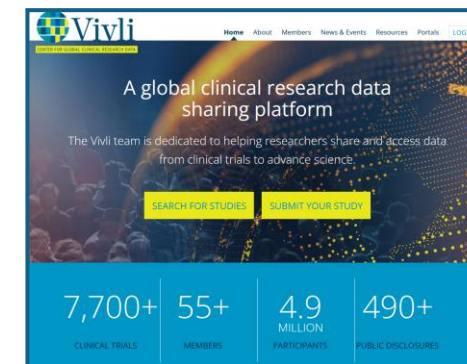 Vivli
CENTER FOR GLOBAL CLINICAL RESEARCH DATA
Home About Members News & Events Resources Portals LOG
A global clinical research data
sharing platform
The Vivli team is dedicated to helping researchers share and access data
from clinical trials to advance science.
SEARCH FOR STUDIES SUBMIT YOUR STUDY
7,700+ 55+ 4.9 490+
MILLION
CLINICAL TRIALS MEMBERS PARTICIPANTS PUBLIC DISCLOSURES